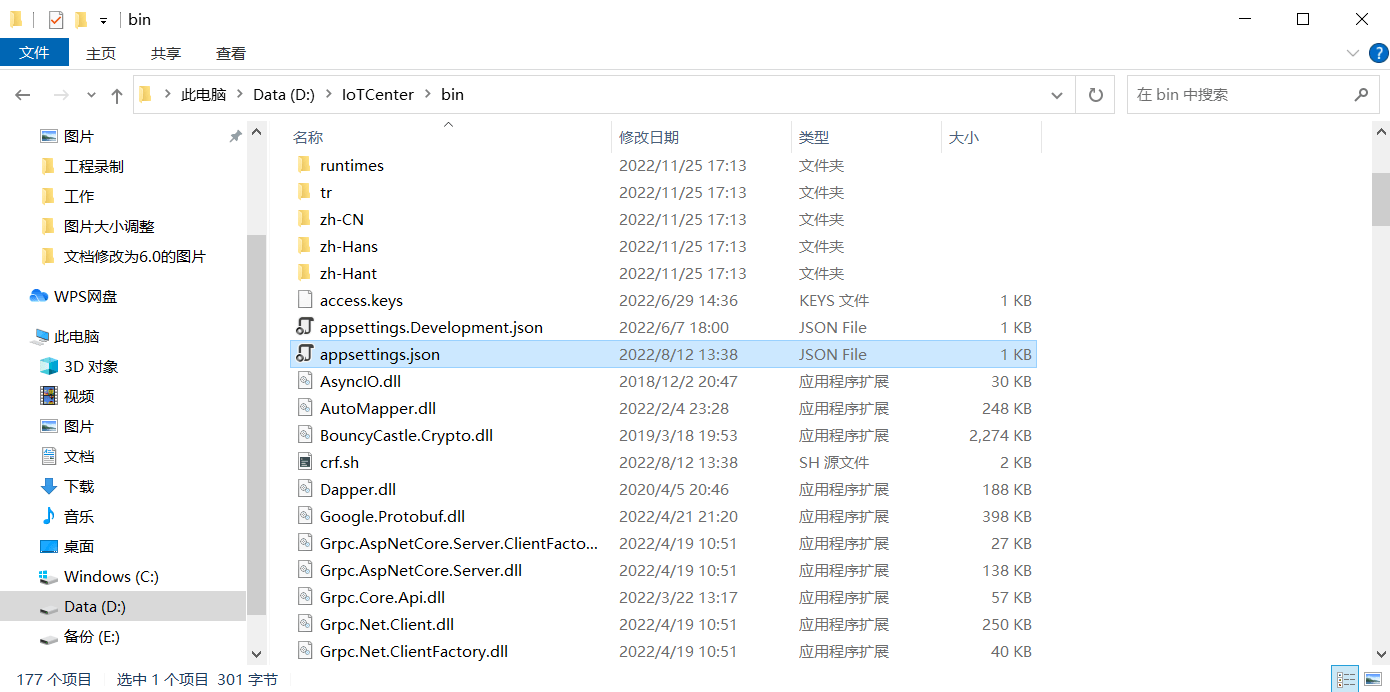 bin
文件 主页 共享 查看
此电脑 Data (D:) IoTCenter bin 在 bin 中搜索
图片
工程录制
工作
图片大小调整
文档修改为6.0的图片
WPS网盘
此电脑
3D 对象
视频
图片
文档
下载
音乐
桌面
Windows (C:)
Data (D:)
备份 (E:)
名称 修改日期 类型 大小
runtimes 2022/11/25 17:13 文件夹
tr 2022/11/25 17:13 文件夹
zh-CN 2022/11/25 17:13 文件夹
zh-Hans 2022/11/25 17:13 文件夹
zh-Hant 2022/11/25 17:13 文件夹
access.keys 2022/6/29 14:36 KEYS 文件 1 KB
appsettings.Development.json 2022/6/7 18:00 JSON File 1 KB
appsettings.json 2022/8/12 13:38 JSON File 1 KB
AsyncIO.dll 2018/12/2 20:47 应用程序扩展 30 KB
AutoMapper.dll 2022/2/4 23:28 应用程序扩展 248 KB
BouncyCastle.Crypto.dll 2019/3/18 19:53 应用程序扩展 2,274 KB
crf.sh 2022/8/12 13:38 SH 源文件 2 KB
Dapper.dll 2020/4/5 20:46 应用程序扩展 188 KB
Google.Protobuf.dll 2022/4/21 21:20 应用程序扩展 398 KB
Grpc.AspNetCore.Server.ClientFacto... 2022/4/19 10:51 应用程序扩展 27 KB
Grpc.AspNetCore.Server.dll 2022/4/19 10:51 应用程序扩展 138 KB
Grpc.Core.Api.dll 2022/3/22 13:17 应用程序扩展 57 KB
Grpc.Net.Client.dll 2022/4/19 10:51 应用程序扩展 250 KB
Grpc.Net.ClientFactory.dll 2022/4/19 10:51 应用程序扩展 40 KB
177 个项目 选中 1 个项目 301 字节